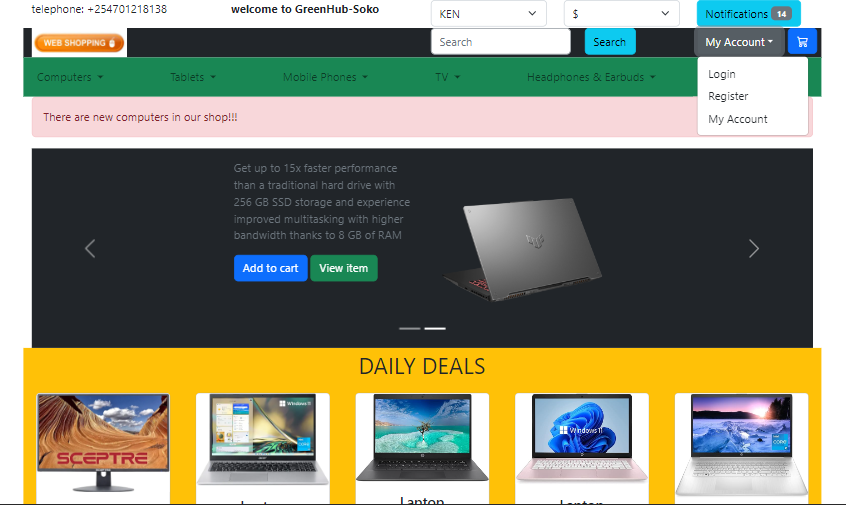 telephone: +254701218138
welcome to GreenHub-Soko
KEN
$
Notifications 14
WEB SHOPPING
Search
Search
My Account
Computers
Tablets
Mobile Phones
TV
Headphones & Earbuds
Login
Register
My Account
There are new computers in our shop!!!
Get up to 15x faster performance
than a traditional hard drive with
256 GB SSD storage and experience
improved multitasking with higher
bandwidth thanks to 8 GB of RAM
Add to cart
View item
DAILY DEALS
SCEPTRE
Windows 11
Windows 11
Laptop
Laptop
Laptop